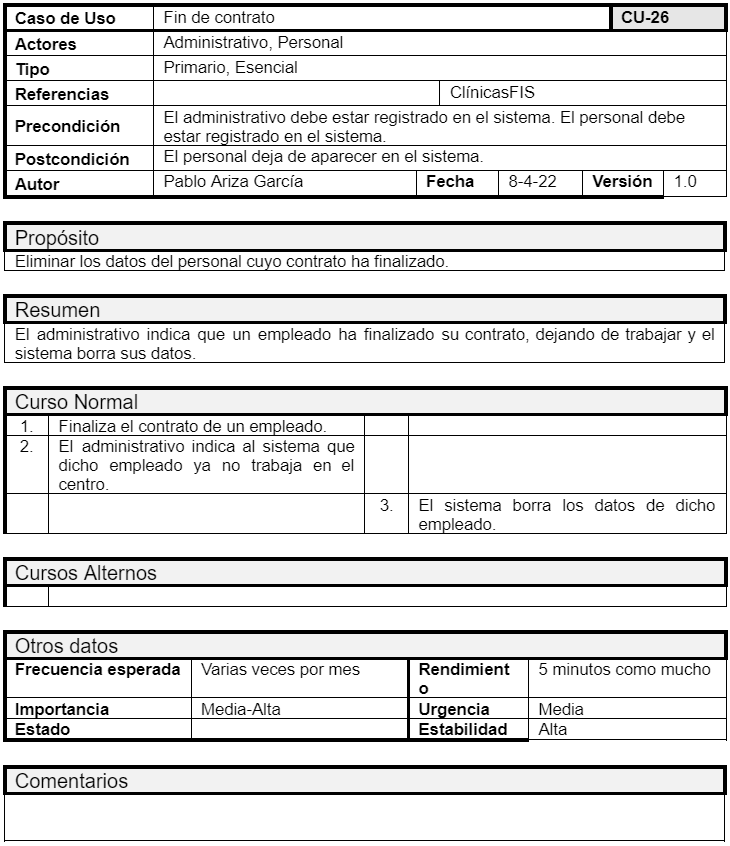 Caso de Uso Fin de contrato CU-26
Actores Administrativo, Personal
Tipo Primario, Esencial
Referencias ClínicasFIS
Precondición El administrativo debe estar registrado en el sistema. El personal debe
estar registrado en el sistema.
Postcondición El personal deja de aparecer en el sistema.
Autor Pablo Ariza García Fecha 8-4-22 Versión 1.0
Propósito
Eliminar los datos del personal cuyo contrato ha finalizado.
Resumen
El administrativo indica que un empleado ha finalizado su contrato, dejando de trabajar y el
sistema borra sus datos.
Curso Normal
1. Finaliza el contrato de un empleado.
2. El administrativo indica al sistema que
dicho empleado ya no trabaja en el
centro.
3. El sistema borra los datos de dicho
empleado.
Cursos Alternos
Otros datos
Frecuencia esperada Varias veces por mes Rendimient 5 minutos como mucho
o
Importancia Media-Alta Urgencia Media
Estado Estabilidad Alta
Comentarios